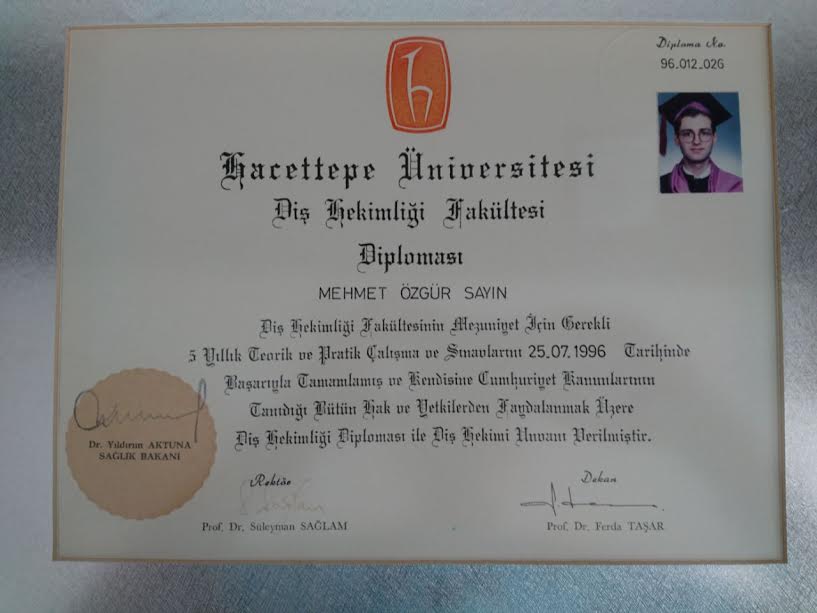 Diploma No.
96.012.026
Hacettepe Üniversitesi
Diş Hekimliği Fakültesi
Diploması
MEHMET ÖZGÜR SAYIN
Diş Hekimliği Fakültesinin Mezuniyet İçin Gerekli
5 Yıllık Teorik ve Pratik Çalışma ve Sınavlarını 25.07.1996 Tarihinde
Başarıyla Tamamlamış ve Kendisine Cumhuriyet Kanunlarının
Tanıdığı Bütün Hak ve Yetkilerden Faydalanmak Üzere
Diş Hekimliği Diploması ile Diş Hekimi Unvanı Verilmiştir.
Dr. Yıldırım AKTUNA
SAĞLIK BAKANI
Rektör
Prof. Dr. Süleyman SAĞLAM
Dekan
Prof. Dr. Ferda TAŞAR